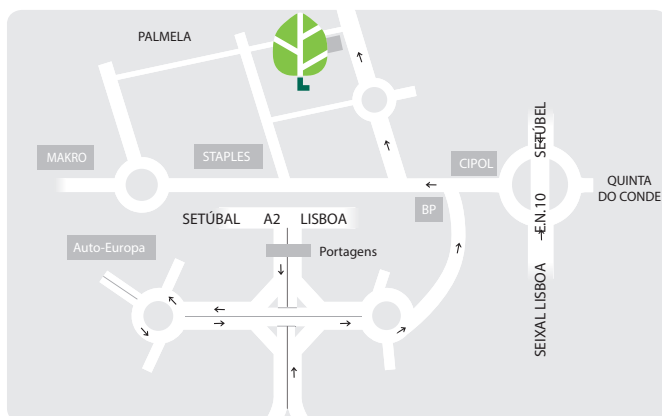 PALMELA
MAKRO
STAPLES
CIPOL
SETÚBEL
QUINTA
DO CONDE
E.N.10
BP
SETÚBAL A2 LISBOA
Auto-Europa
Portagens
SEIXAL LISBOA